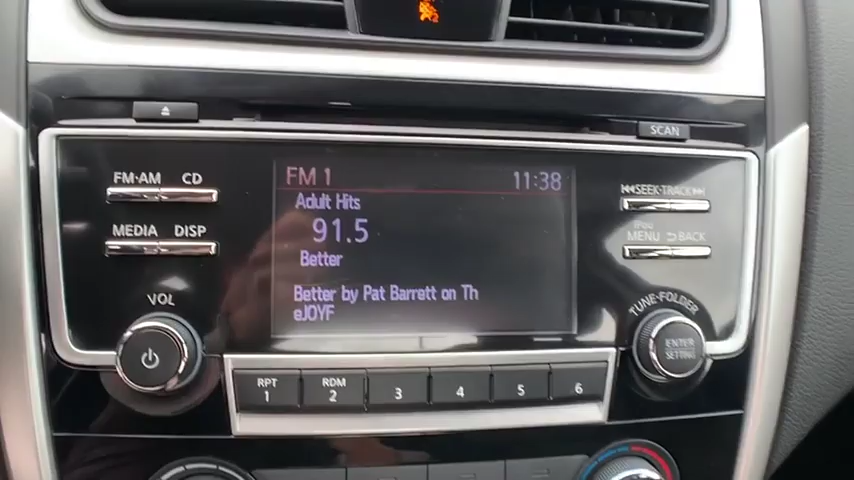 SCAN
FM·AM CD
FM 1 11:38
SEEK·TRACK
Adult Hits
MEDIA DISP
91.5
iPod
MENU BACK
Better
VOL
Better by Pat Barrett on Th
eJOYF
TUNE·FOLDER
ENTER
SETTING
RPT
1
RDM
2
3
4
5
6